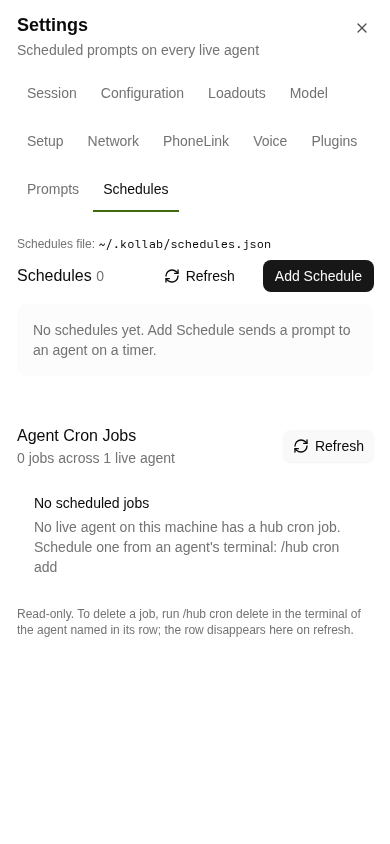 Settings
Scheduled prompts on every live agent
Session Configuration Loadouts Model
Setup Network PhoneLink Voice Plugins
Prompts Schedules
Schedules file: ~/.kollab/schedules.json
Schedules 0 Refresh Add Schedule
No schedules yet. Add Schedule sends a prompt to
an agent on a timer.
Agent Cron Jobs
0 jobs across 1 live agent
Refresh
No scheduled jobs
No live agent on this machine has a hub cron job.
Schedule one from an agent's terminal: /hub cron
add
Read-only. To delete a job, run /hub cron delete in the terminal of
the agent named in its row; the row disappears here on refresh.